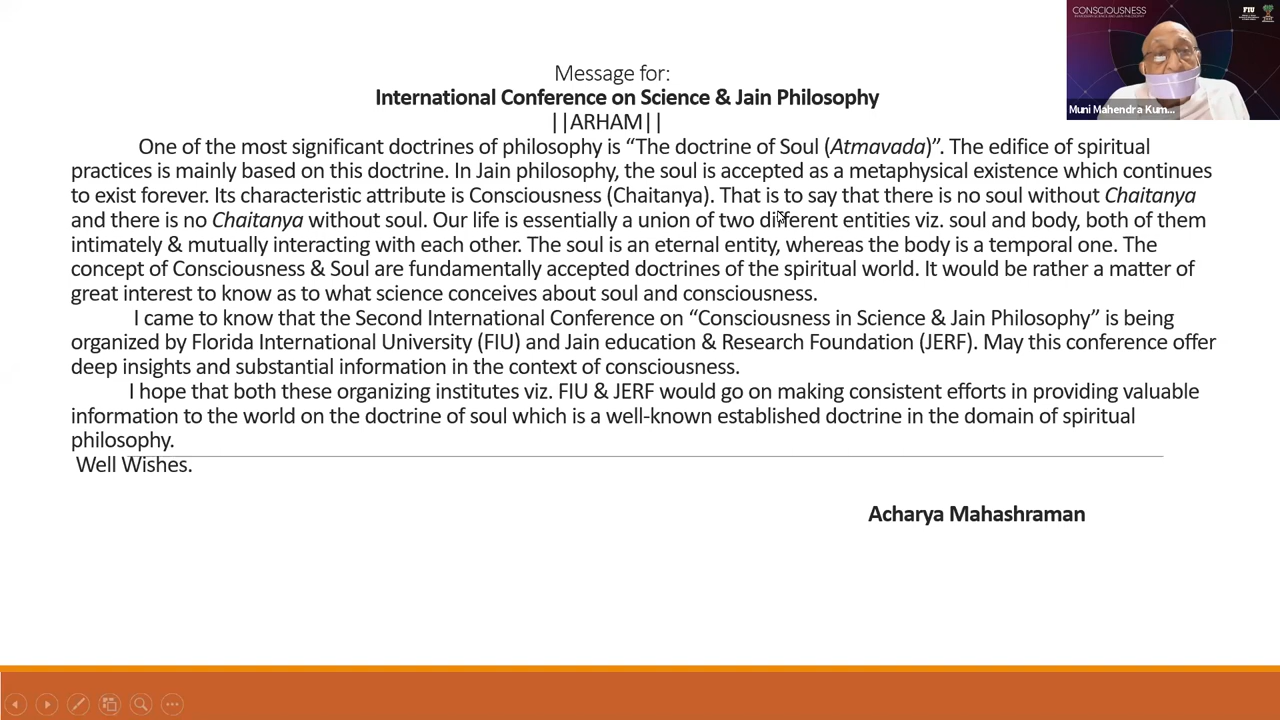 CONSCIOUSNESS
FIU
Muni Mahendra Kum...
Message for:
International Conference on Science & Jain Philosophy
||ARHAM||
One of the most significant doctrines of philosophy is “The doctrine of Soul (Atmavada)”. The edifice of spiritual
practices is mainly based on this doctrine. In Jain philosophy, the soul is accepted as a metaphysical existence which continues
to exist forever. Its characteristic attribute is Consciousness (Chaitanya). That is to say that there is no soul without Chaitanya
and there is no Chaitanya without soul. Our life is essentially a union of two different entities viz. soul and body, both of them
intimately & mutually interacting with each other. The soul is an eternal entity, whereas the body is a temporal one. The
concept of Consciousness & Soul are fundamentally accepted doctrines of the spiritual world. It would be rather a matter of
great interest to know as to what science conceives about soul and consciousness.
I came to know that the Second International Conference on “Consciousness in Science & Jain Philosophy” is being
organized by Florida International University (FIU) and Jain education & Research Foundation (JERF). May this conference offer
deep insights and substantial information in the context of consciousness.
I hope that both these organizing institutes viz. FIU & JERF would go on making consistent efforts in providing valuable
information to the world on the doctrine of soul which is a well-known established doctrine in the domain of spiritual
philosophy.
Well Wishes.
Acharya Mahashraman